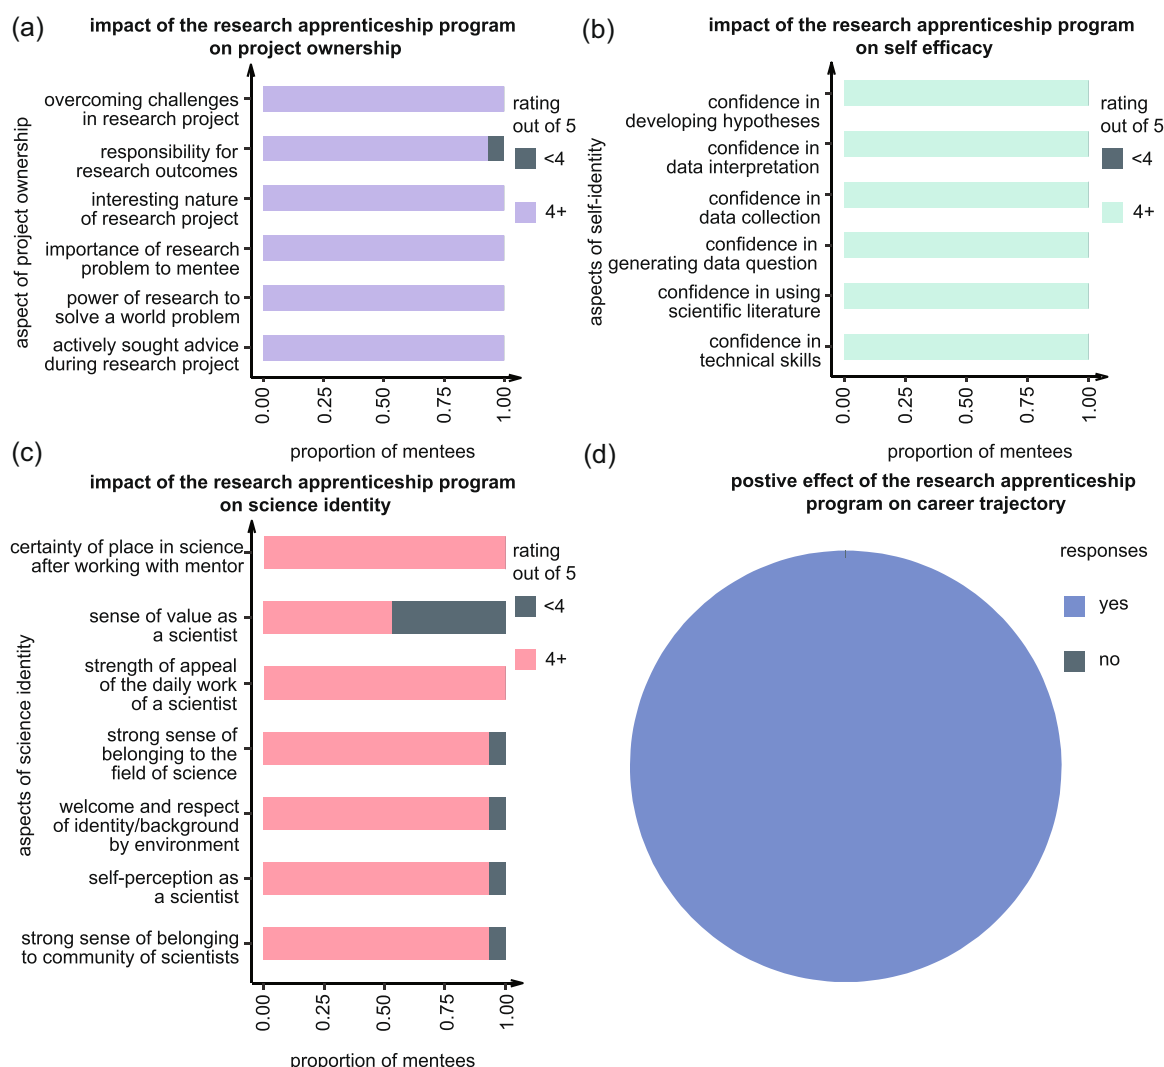 (a)
impact of the research apprenticeship program
on project ownership
aspect of project ownership
overcoming challenges
in research project
responsibility for
research outcomes
interesting nature
of research project
importance of research
problem to mentee
power of research to
solve a world problem
actively sought advice
during research project
0.00
0.25
0.50
0.75
1.00
proportion of mentees
rating
out of 5
<4
4+
(b)
impact of the research apprenticeship program
on self efficacy
aspects of self-identity
confidence in
developing hypotheses
confidence in
data interpretation
confidence in
data collection
confidence in
generating data question
confidence in using
scientific literature
confidence in
technical skills
0.00
0.25
0.50
0.75
1.00
proportion of mentees
rating
out of 5
<4
4+
(c)
impact of the research apprenticeship program
on science identity
aspects of science identity
certainty of place in science
after working with mentor
sense of value as
a scientist
strength of appeal
of the daily work
of a scientist
strong sense of
belonging to the
field of science
welcome and respect
of identity/background
by environment
self-perception as
a scientist
strong sense of belonging
to community of scientists
0.00
0.25
0.50
0.75
1.00
proportion of mentees
rating
out of 5
<4
4+
(d)
postive effect of the research apprenticeship
program on career trajectory
responses
yes
no